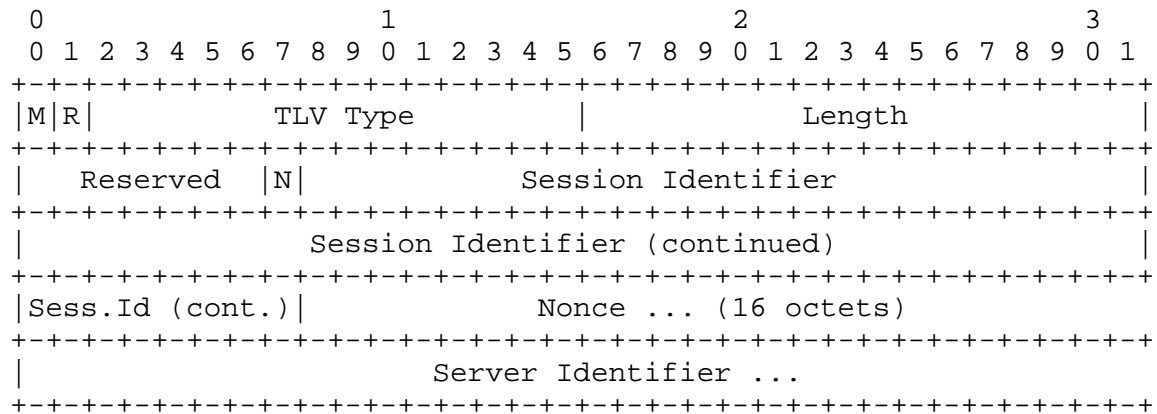 0                   1                   2                   3
 0 1 2 3 4 5 6 7 8 9 0 1 2 3 4 5 6 7 8 9 0 1 2 3 4 5 6 7 8 9 0 1
+-+-+-+-+-+-+-+-+-+-+-+-+-+-+-+-+-+-+-+-+-+-+-+-+-+-+-+-+-+-+-+-+
|M|R|          TLV Type         |            Length             |
+-+-+-+-+-+-+-+-+-+-+-+-+-+-+-+-+-+-+-+-+-+-+-+-+-+-+-+-+-+-+-+-+
|   Reserved  |N|            Session Identifier                 |
+-+-+-+-+-+-+-+-+-+-+-+-+-+-+-+-+-+-+-+-+-+-+-+-+-+-+-+-+-+-+-+-+
|                Session Identifier (continued)                 |
+-+-+-+-+-+-+-+-+-+-+-+-+-+-+-+-+-+-+-+-+-+-+-+-+-+-+-+-+-+-+-+-+
|Sess.Id (cont.)|             Nonce ... (16 octets)
+-+-+-+-+-+-+-+-+-+-+-+-+-+-+-+-+-+-+-+-+-+-+-+-+-+-+-+-+-+-+-+-+
|                       Server Identifier ...
+-+-+-+-+-+-+-+-+-+-+-+-+-+-+-+-+-+-+-+-+-+-+-+-+-+-+-+-+-+-+-+-+